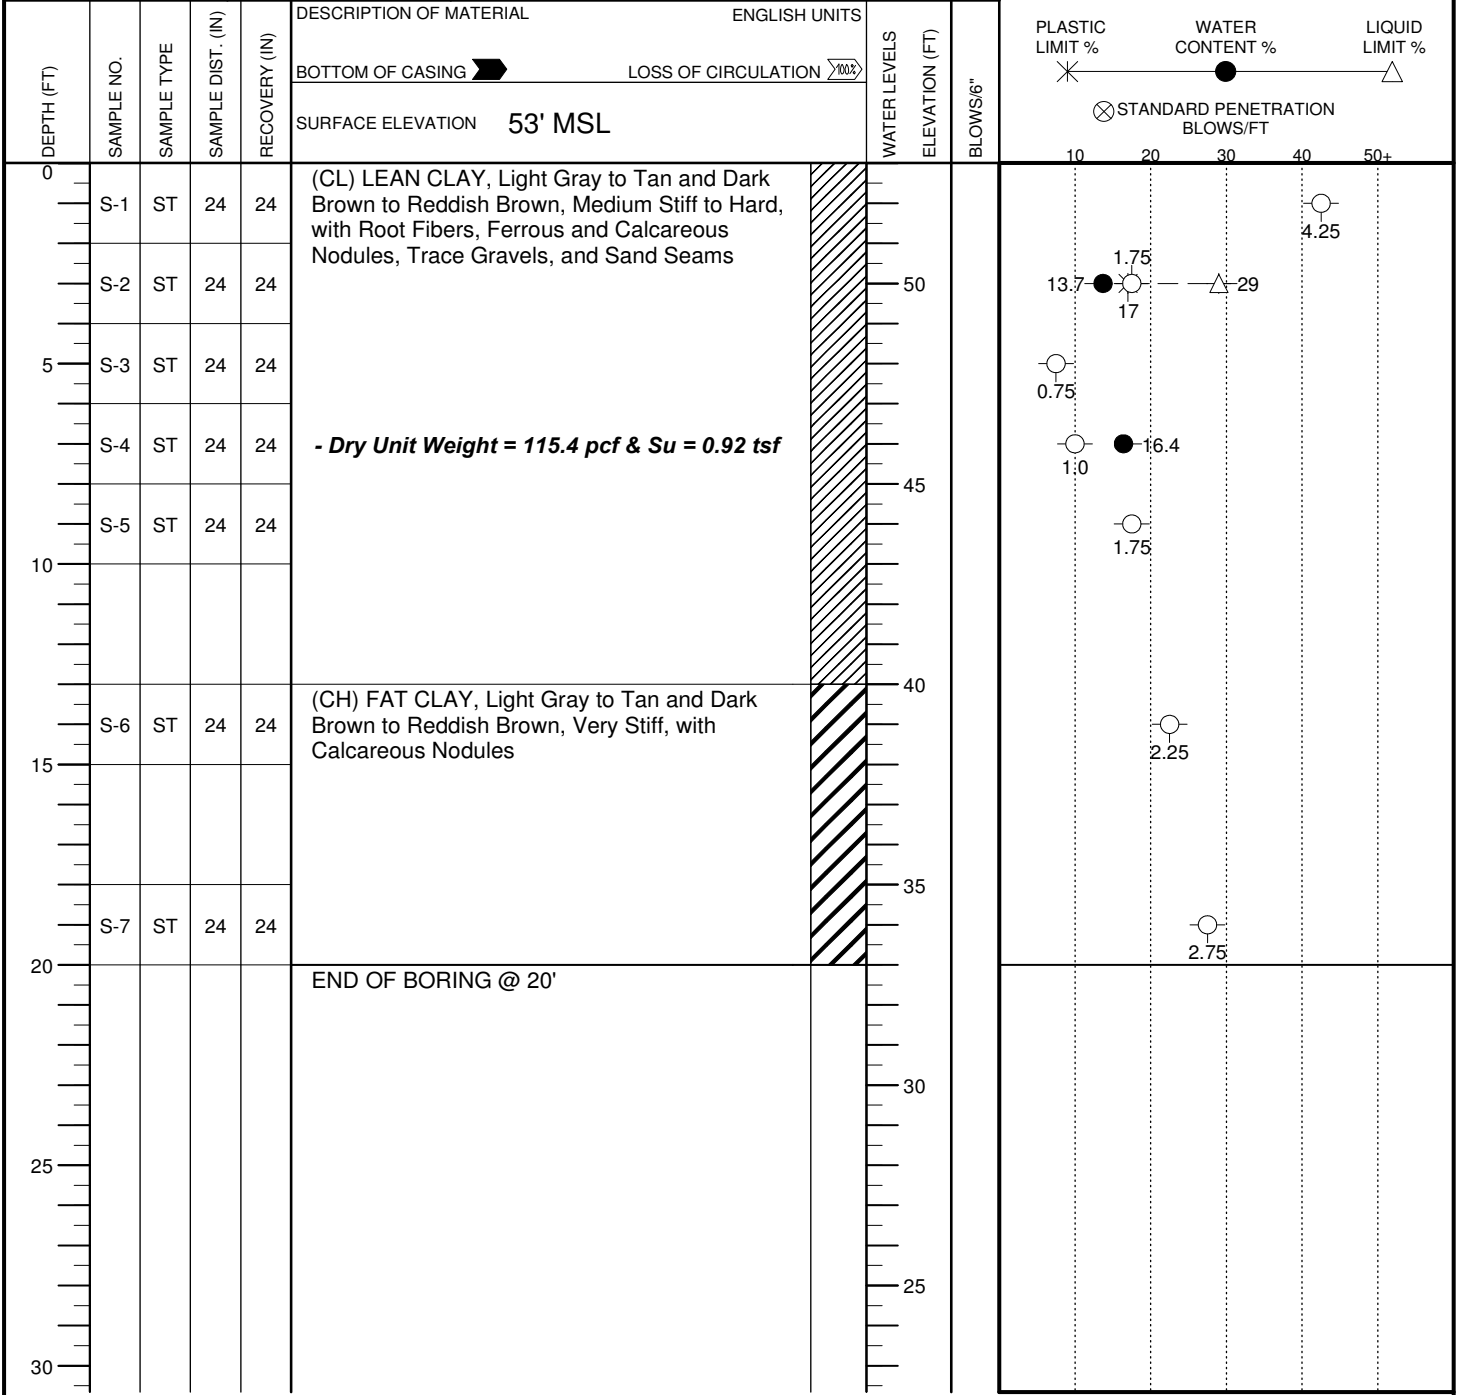 DEPTH (FT)
SAMPLE NO.
SAMPLE TYPE
SAMPLE DIST. (IN)
RECOVERY (IN)
DESCRIPTION OF MATERIAL ENGLISH UNITS
BOTTOM OF CASING LOSS OF CIRCULATION 100%
SURFACE ELEVATION 53' MSL
WATER LEVELS
ELEVATION (FT)
BLOWS/6"
PLASTIC LIMIT %
WATER CONTENT %
LIQUID LIMIT %
STANDARD PENETRATION
BLOWS/FT
10 20 30 40 50+
0
(CL) LEAN CLAY, Light Gray to Tan and Dark
Brown to Reddish Brown, Medium Stiff to Hard,
with Root Fibers, Ferrous and Calcareous
Nodules, Trace Gravels, and Sand Seams
S-1 ST 24 24
4.25
1.75
S-2 ST 24 24 50 13.7 29
17
5 S-3 ST 24 24
0.75
S-4 ST 24 24 - Dry Unit Weight = 115.4 pcf & Su = 0.92 tsf 16.4
1.0
45
S-5 ST 24 24
1.75
10
40
(CH) FAT CLAY, Light Gray to Tan and Dark
Brown to Reddish Brown, Very Stiff, with
Calcareous Nodules
S-6 ST 24 24
2.25
15
35
S-7 ST 24 24
2.75
20
END OF BORING @ 20'
30
25
25
30